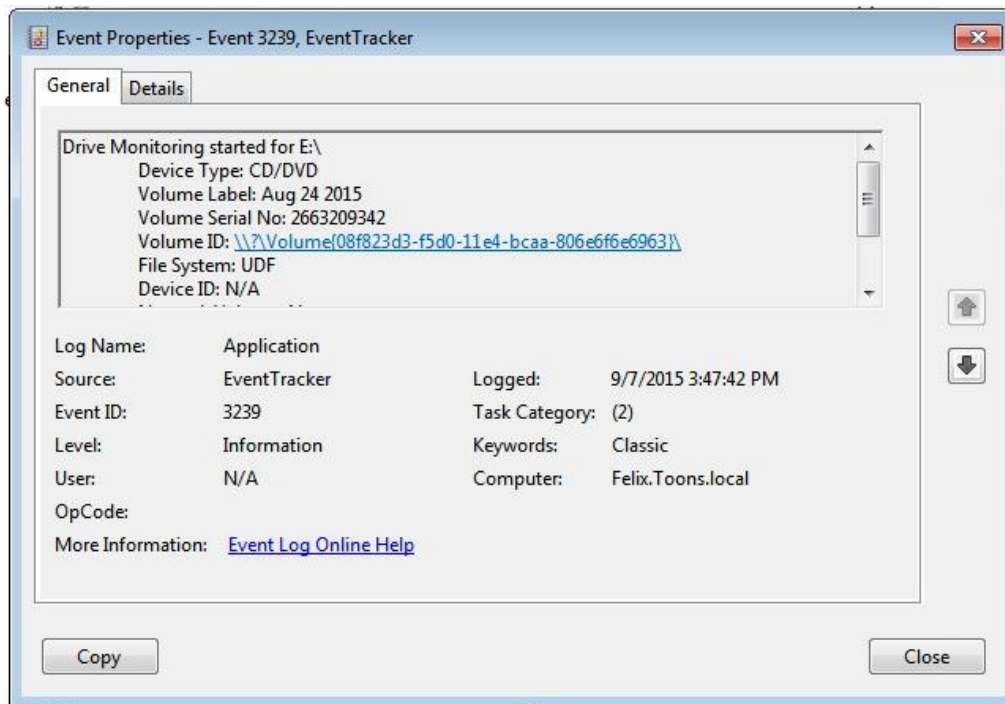 Event Properties - Event 3239, EventTracker
General Details
Drive Monitoring started for E:\
Device Type: CD/DVD
Volume Label: Aug 24 2015
Volume Serial No: 2663209342
Volume ID: \\?\Volume{08f823d3-f5d0-11e4-bcaa-806e6f6e6963}\
File System: UDF
Device ID: N/A
Log Name: Application
Source: EventTracker Logged: 9/7/2015 3:47:42 PM
Event ID: 3239 Task Category: (2)
Level: Information Keywords: Classic
User: N/A Computer: Felix.Toons.local
OpCode:
More Information: Event Log Online Help
Copy Close